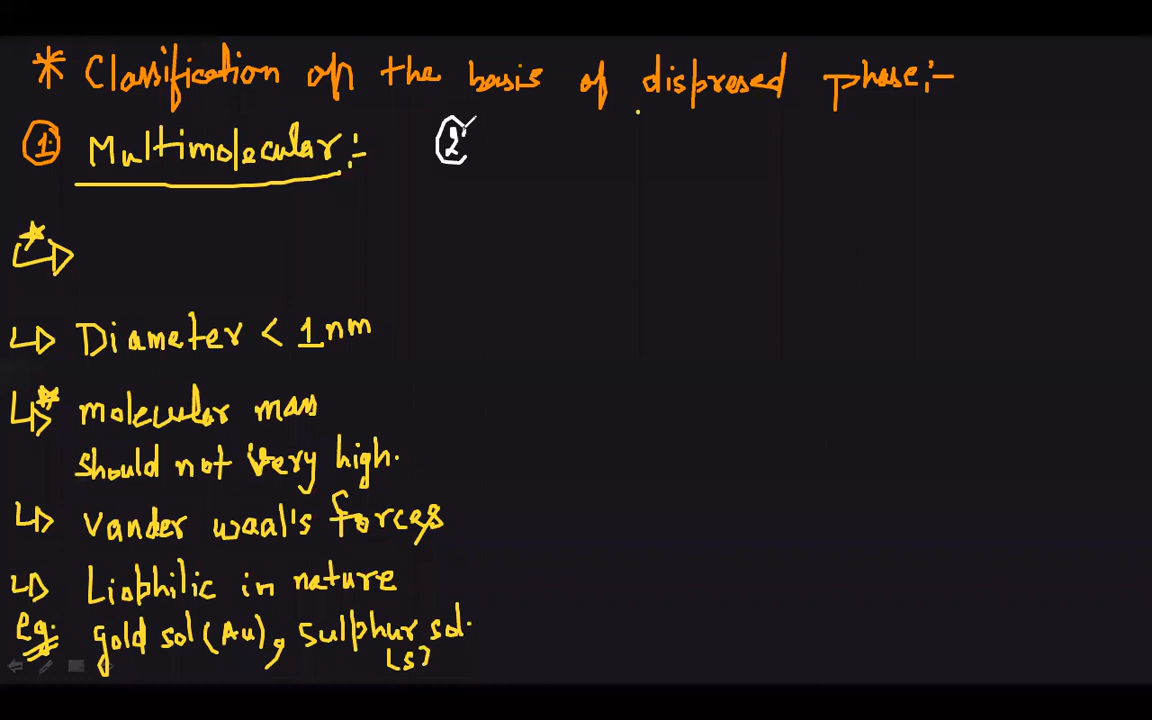 * Classification on the basis of dispresed phase:-
① Multimolecular:- ②
Diameter < 1nm
molecular mass
should not very high.
Vander waal's forces
Liophilic in nature
eg: gold sol (Au), Sulphur sol.
(S)